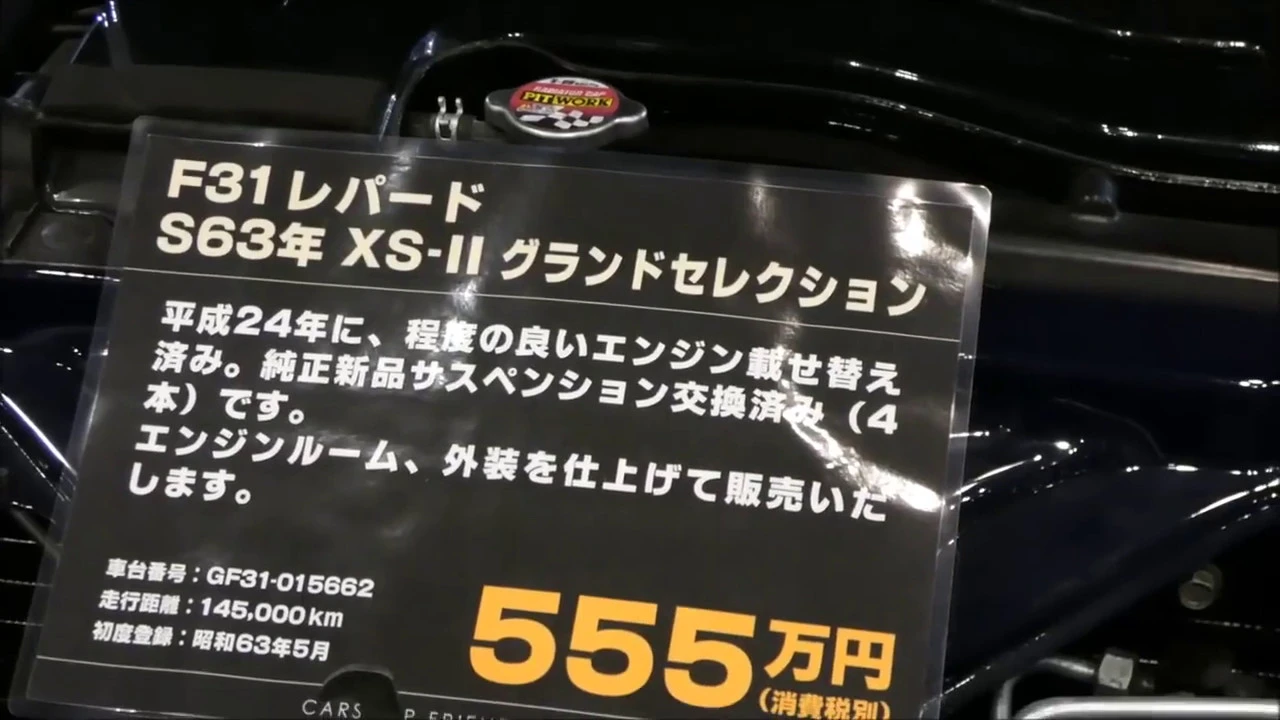 RADIATOR CAP
PIT WORK
F31レパード
S63年 XS-II グランドセレクション
平成24年に、程度の良いエンジン載せ替え
済み。純正新品サスペンション交換済み（4
本）です。
エンジンルーム、外装を仕上げて販売いた
します。
車台番号：GF31-015662
走行距離：145,000km
初度登録：昭和63年5月
555万円
（消費税別）
CARS